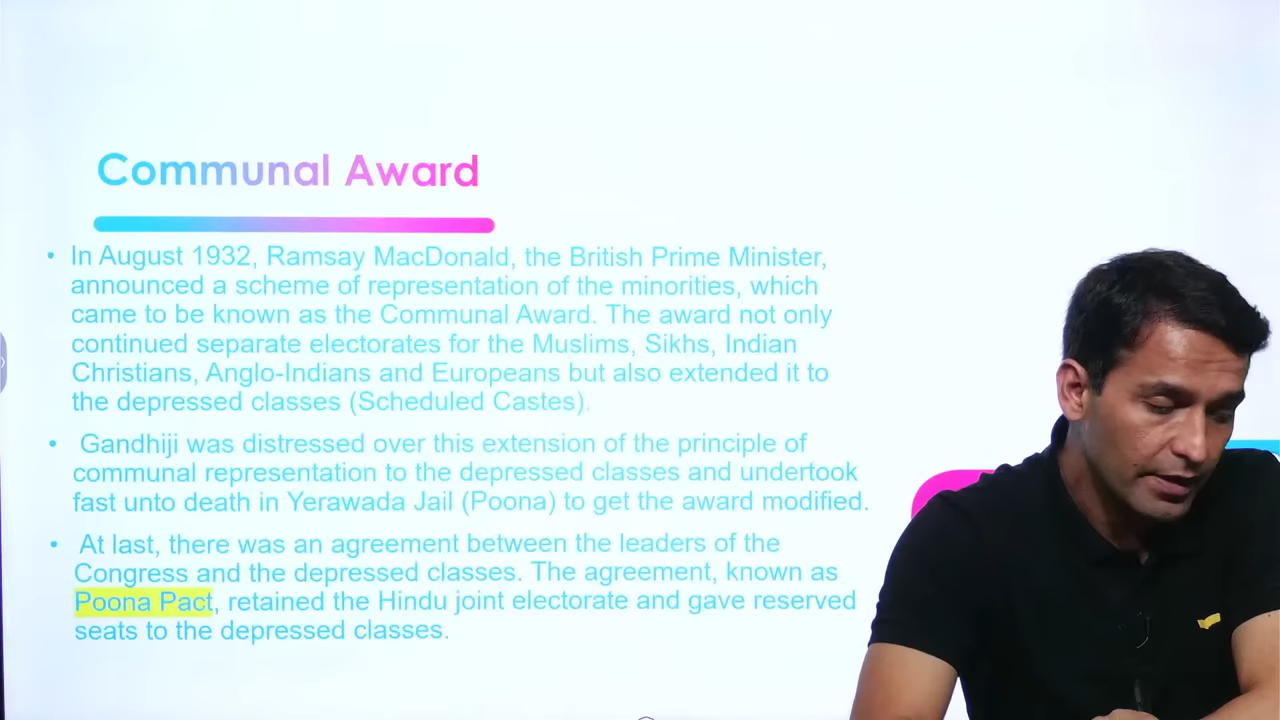 Communal Award
• In August 1932, Ramsay MacDonald, the British Prime Minister,
announced a scheme of representation of the minorities, which
came to be known as the Communal Award. The award not only
continued separate electorates for the Muslims, Sikhs, Indian
Christians, Anglo-Indians and Europeans but also extended it to
the depressed classes (Scheduled Castes).
• Gandhiji was distressed over this extension of the principle of
communal representation to the depressed classes and undertook
fast unto death in Yerawada Jail (Poona) to get the award modified.
• At last, there was an agreement between the leaders of the
Congress and the depressed classes. The agreement, known as
Poona Pact, retained the Hindu joint electorate and gave reserved
seats to the depressed classes.